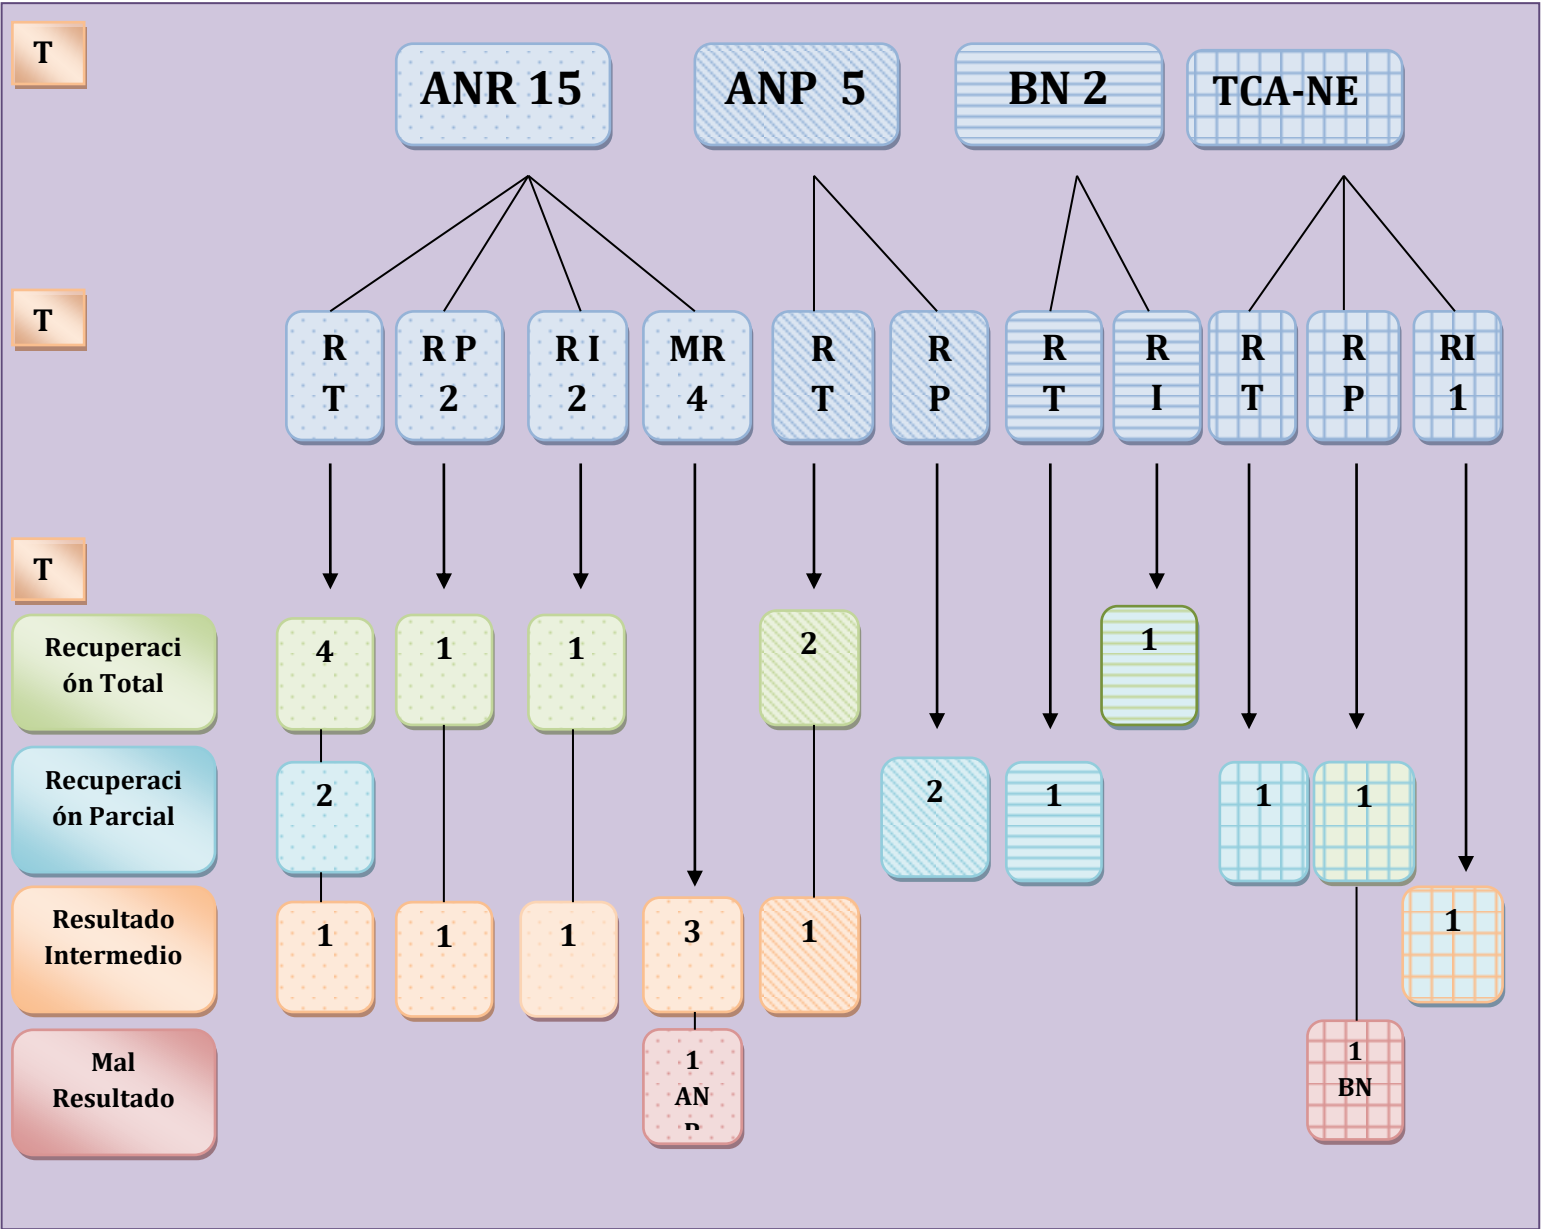 T
ANR 15
ANP 5
BN 2
TCA-NE
T
R
T
R P
2
R I
2
MR
4
R
T
R
P
R
T
R
I
R
T
R
P
RI
1
T
Recuperaci
ón Total
4
1
1
2
1
Recuperaci
ón Parcial
2
2
1
1
1
Resultado
Intermedio
1
1
1
3
1
1
Mal
Resultado
1
AN
1
BN